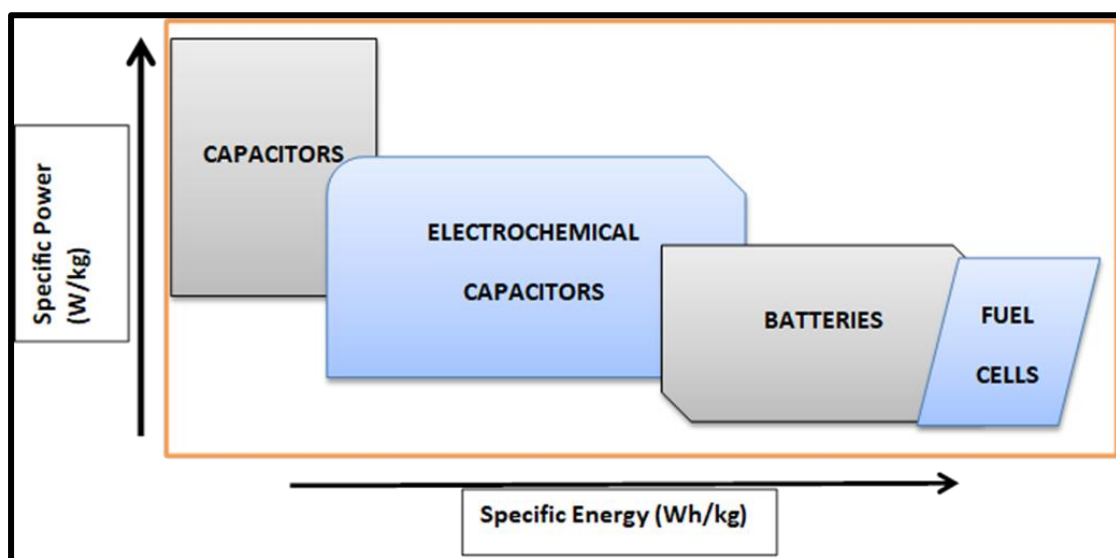 Specific Power
(W/kg)
CAPACITORS
ELECTROCHEMICAL
CAPACITORS
BATTERIES
FUEL
CELLS
Specific Energy (Wh/kg)